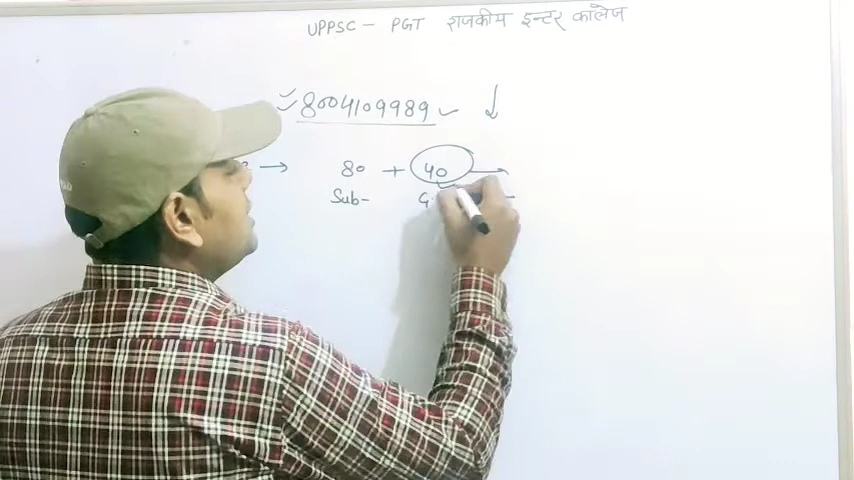 UPPSC - PGT राजकीय इन्टर कालेज
8004109989
→ 80 + 40 →
Sub- G